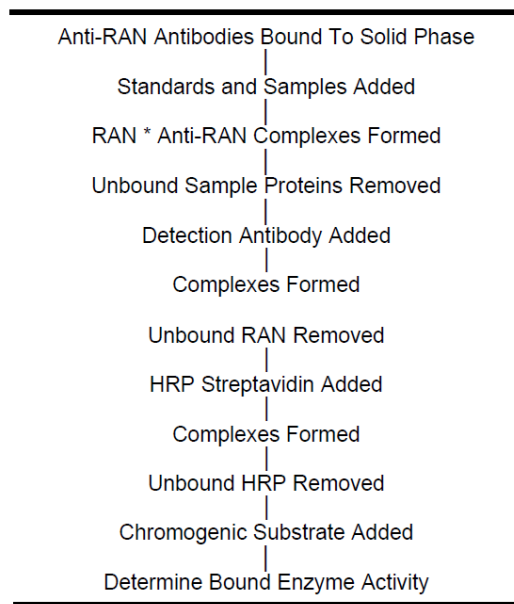 Anti-RAN Antibodies Bound To Solid Phase
Standards and Samples Added
RAN * Anti-RAN Complexes Formed
Unbound Sample Proteins Removed
Detection Antibody Added
Complexes Formed
Unbound RAN Removed
HRP Streptavidin Added
Complexes Formed
Unbound HRP Removed
Chromogenic Substrate Added
Determine Bound Enzyme Activity